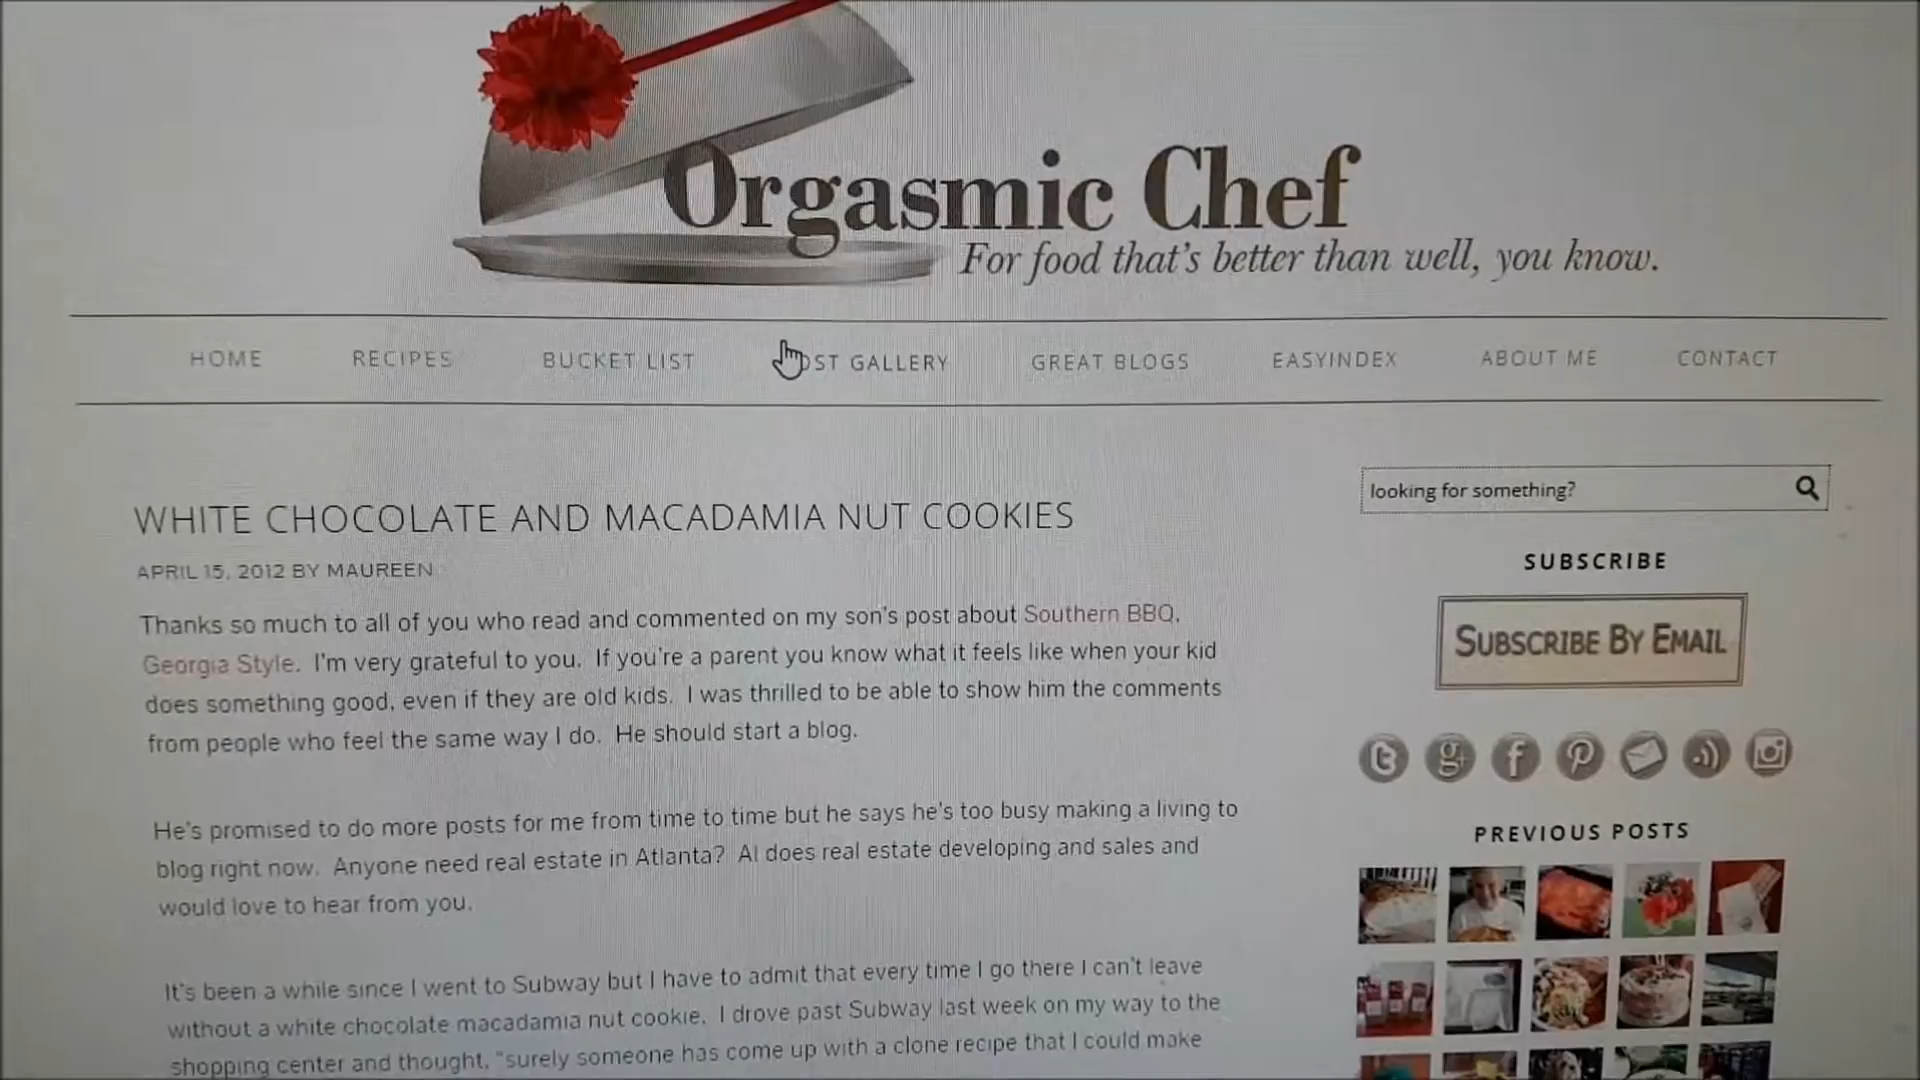 Orgasmic Chef
For food that's better than well, you know.
HOME RECIPES BUCKET LIST OST GALLERY GREAT BLOGS EASYINDEX ABOUT ME CONTACT
WHITE CHOCOLATE AND MACADAMIA NUT COOKIES
APRIL 15, 2012 BY MAUREEN
Thanks so much to all of you who read and commented on my son's post about Southern BBQ,
Georgia Style. I'm very grateful to you. If you're a parent you know what it feels like when your kid
does something good, even if they are old kids. I was thrilled to be able to show him the comments
from people who feel the same way I do. He should start a blog.
He's promised to do more posts for me from time to time but he says he's too busy making a living to
blog right now. Anyone need real estate in Atlanta? Al does real estate developing and sales and
would love to hear from you.
It's been a while since I went to Subway but I have to admit that every time I go there I can't leave
without a white chocolate macadamia nut cookie. I drove past Subway last week on my way to the
shopping center and thought, "surely someone has come up with a clone recipe that I could make
looking for something?
SUBSCRIBE
SUBSCRIBE BY EMAIL
PREVIOUS POSTS